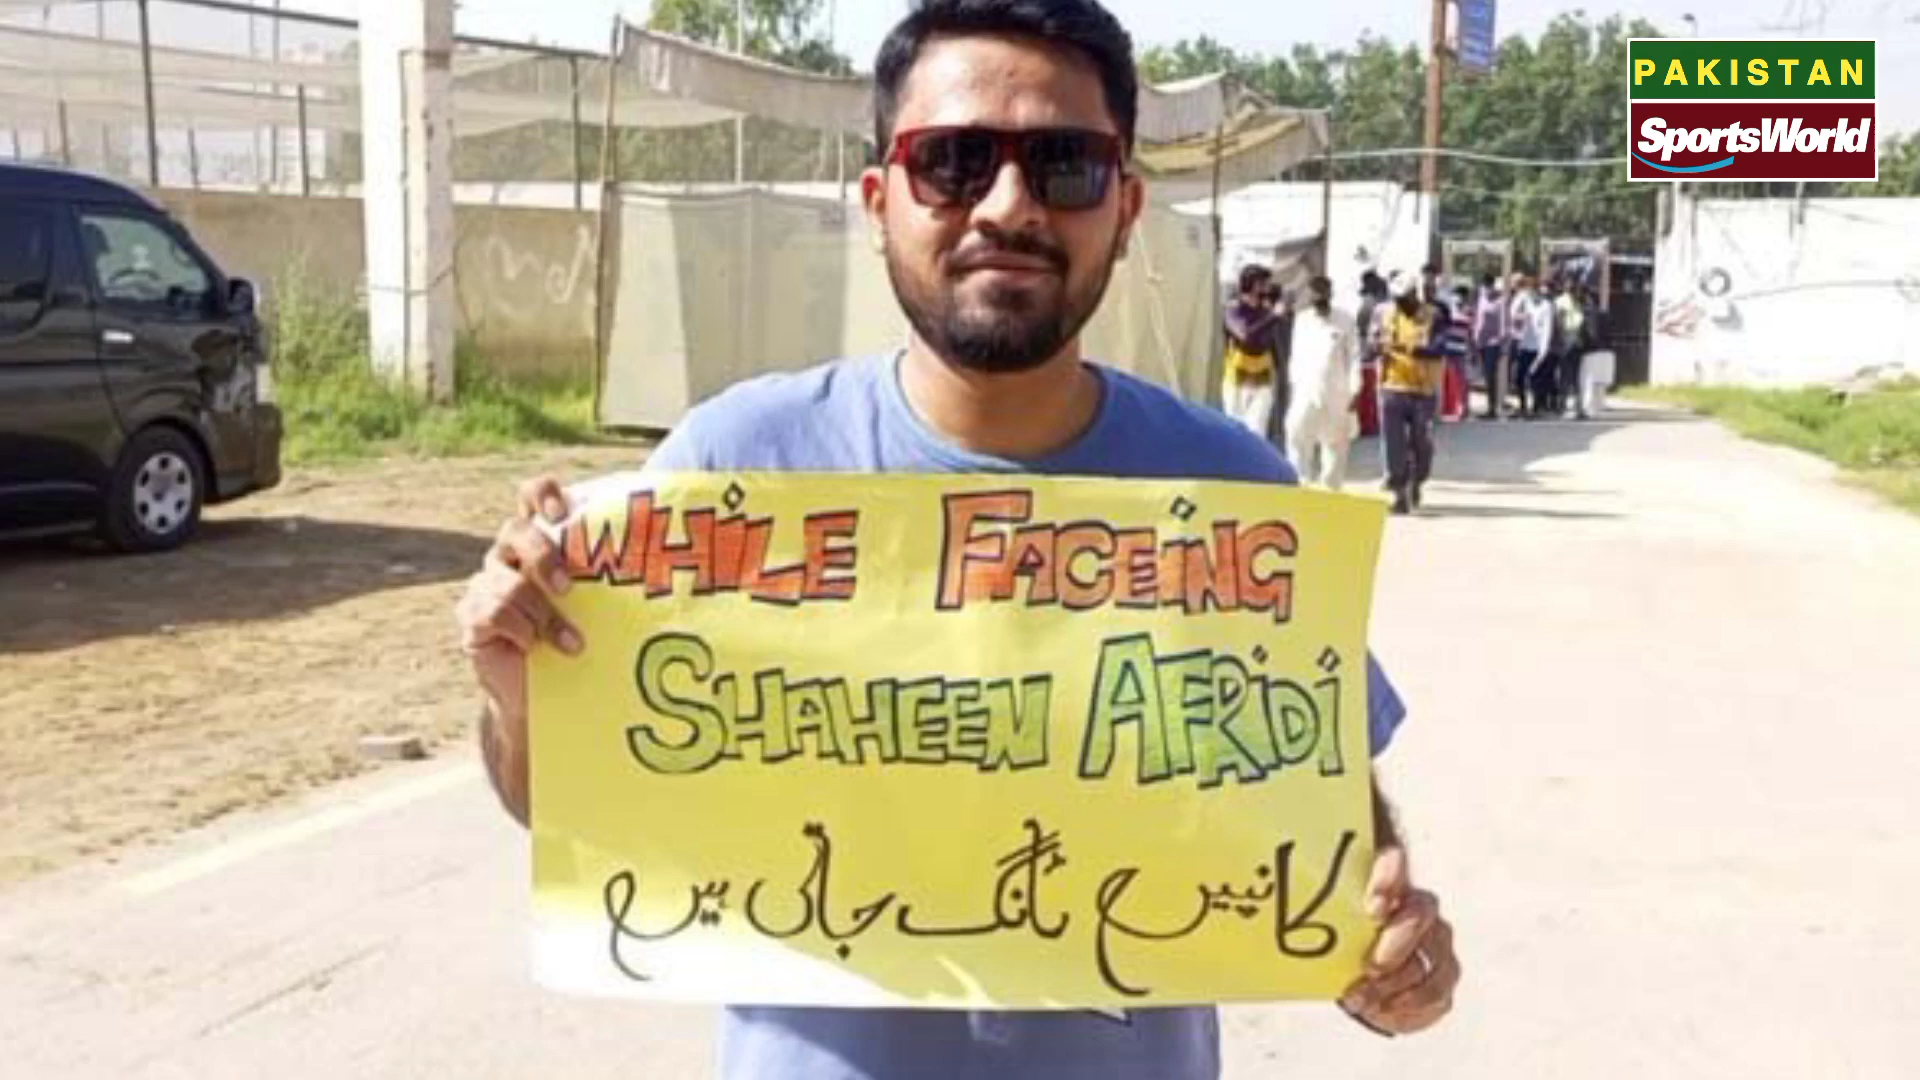 PAKISTAN
SportsWorld
WHILE FACEING
SHAHEEN AFRIDI
کانپیں ٹانگ جاتی ہیں